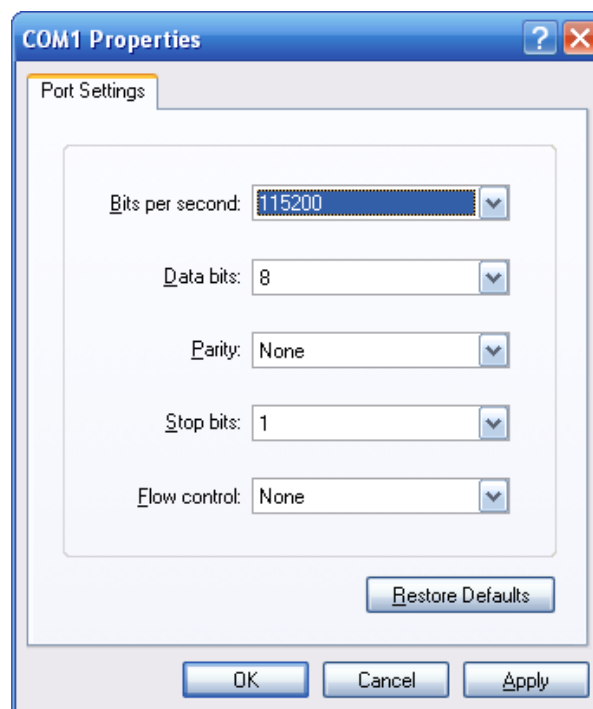 COM1 Properties
Port Settings
Bits per second: 115200
Data bits: 8
Parity: None
Stop bits: 1
Flow control: None
Restore Defaults
OK Cancel Apply